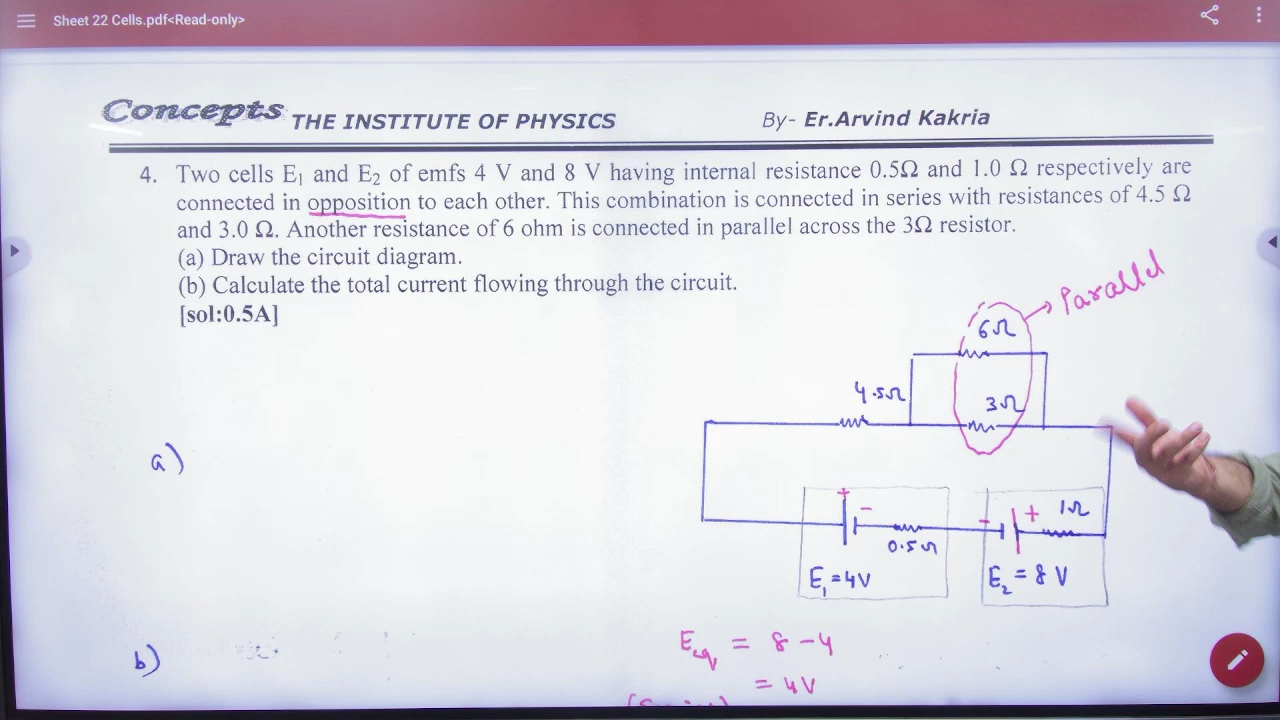 Sheet 22 Cells.pdf<Read-only>
Concepts THE INSTITUTE OF PHYSICS By- Er.Arvind Kakria
4. Two cells E₁ and E₂ of emfs 4 V and 8 V having internal resistance 0.5Ω and 1.0 Ω respectively are
connected in opposition to each other. This combination is connected in series with resistances of 4.5 Ω
and 3.0 Ω. Another resistance of 6 ohm is connected in parallel across the 3Ω resistor.
(a) Draw the circuit diagram.
(b) Calculate the total current flowing through the circuit.
[sol:0.5A]
Parallel
6Ω
4.5Ω
3Ω
a)
+ -
- + 1Ω
0.5Ω
E₁ = 4V
E₂ = 8 V
b)
Eeq = 8 - 4
= 4V